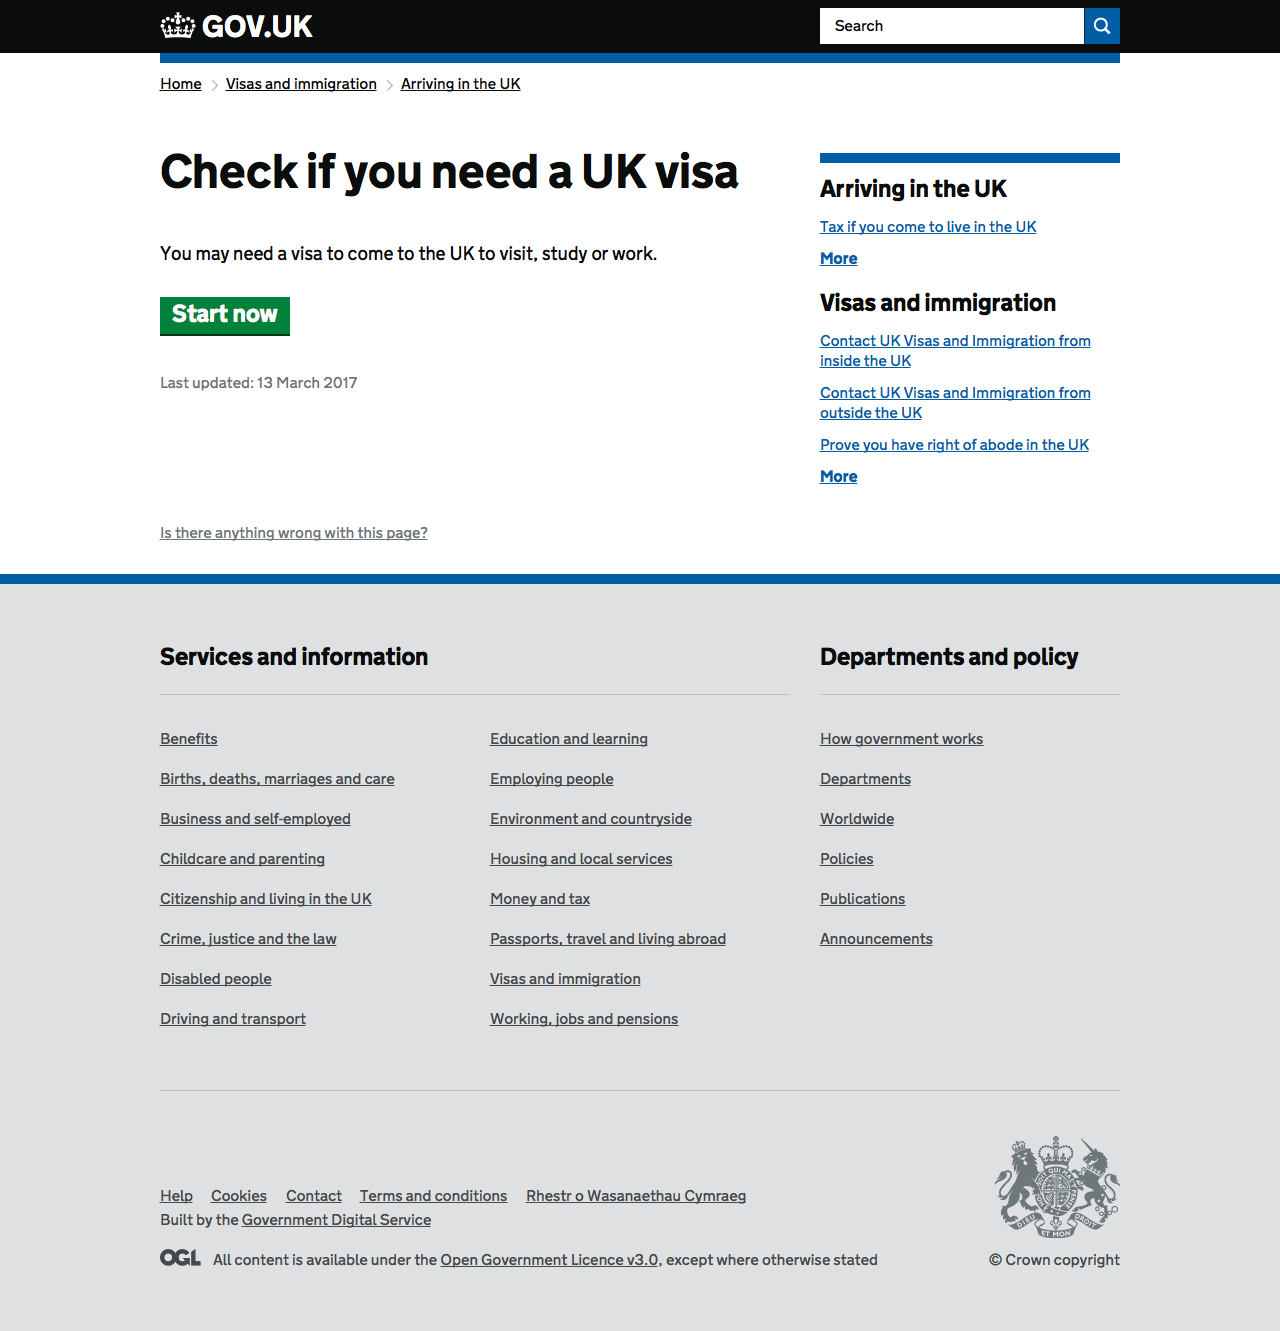 GOV.UK
Search
Home
Visas and immigration
Arriving in the UK
Check if you need a UK visa
You may need a visa to come to the UK to visit, study or work.
Start now
Last updated: 13 March 2017
Arriving in the UK
Tax if you come to live in the UK
More
Visas and immigration
Contact UK Visas and Immigration from
inside the UK
Contact UK Visas and Immigration from
outside the UK
Prove you have right of abode in the UK
More
Is there anything wrong with this page?
Services and information
Benefits
Births, deaths, marriages and care
Business and self-employed
Childcare and parenting
Citizenship and living in the UK
Crime, justice and the law
Disabled people
Driving and transport
Education and learning
Employing people
Environment and countryside
Housing and local services
Money and tax
Passports, travel and living abroad
Visas and immigration
Working, jobs and pensions
Departments and policy
How government works
Departments
Worldwide
Policies
Publications
Announcements
Help Cookies Contact Terms and conditions Rhestr o Wasanaethau Cymraeg
Built by the Government Digital Service
OGL All content is available under the Open Government Licence v3.0, except where otherwise stated
DIEU ET MON DROIT
© Crown copyright